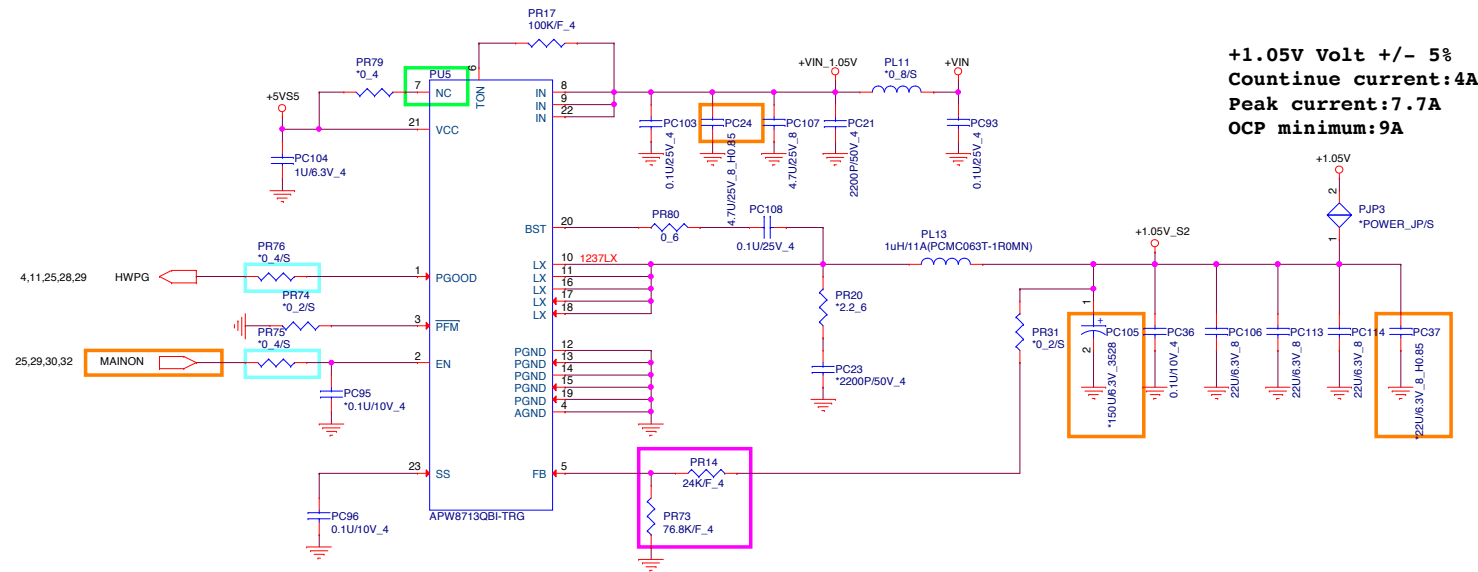 PR17
100K/F_4
+1.05V Volt +/- 5%
Countinue current:4A
Peak current:7.7A
OCP minimum:9A
PR79
*0_4
PU5
6
TON
+VIN_1.05V
PL11
*0_8/S
+VIN
7
NC
8
IN
9
IN
22
IN
+5VS5
21
VCC
PC104
1U/6.3V_4
PC103
0.1U/25V_4
PC24
4.7U/25V_8_H0.85
PC107
4.7U/25V_8
PC21
2200P/50V_4
PC93
0.1U/25V_4
+1.05V
2
PJP3
*POWER_JP/S
1
20
BST
PR80
0_6
PC108
0.1U/25V_4
PL13
1uH/11A(PCMC063T-1R0MN)
+1.05V_S2
PR76
*0_4/S
10
LX
1237LX
11
LX
16
LX
17
LX
18
LX
4,11,25,28,29
HWPG
1
PGOOD
PR74
*0_2/S
3
PFM
PR75
*0_4/S
PR20
*2.2_6
PR31
*0_2/S
1
+
PC105
2
*150U/6.3V_3528
PC36
0.1U/10V_4
PC106
22U/6.3V_8
PC113
22U/6.3V_8
PC114
22U/6.3V_8
PC37
*22U/6.3V_8_H0.85
25,29,30,32
MAINON
2
EN
12
PGND
13
PGND
14
PGND
15
PGND
19
PGND
4
AGND
PC95
*0.1U/10V_4
PC23
*2200P/50V_4
23
SS
5
FB
PR14
24K/F_4
PC96
0.1U/10V_4
APW8713QBI-TRG
PR73
76.8K/F_4